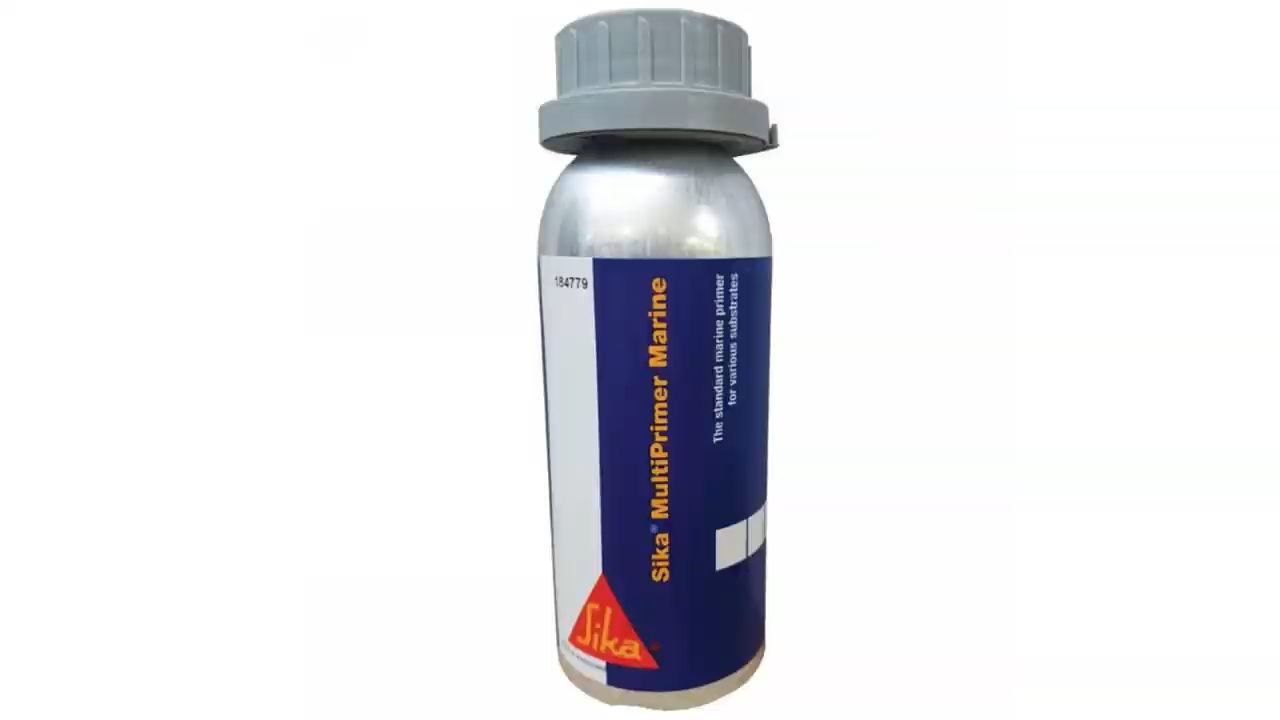 184779
Sika® MultiPrimer Marine
The standard marine primer
for various substrates
Sika®